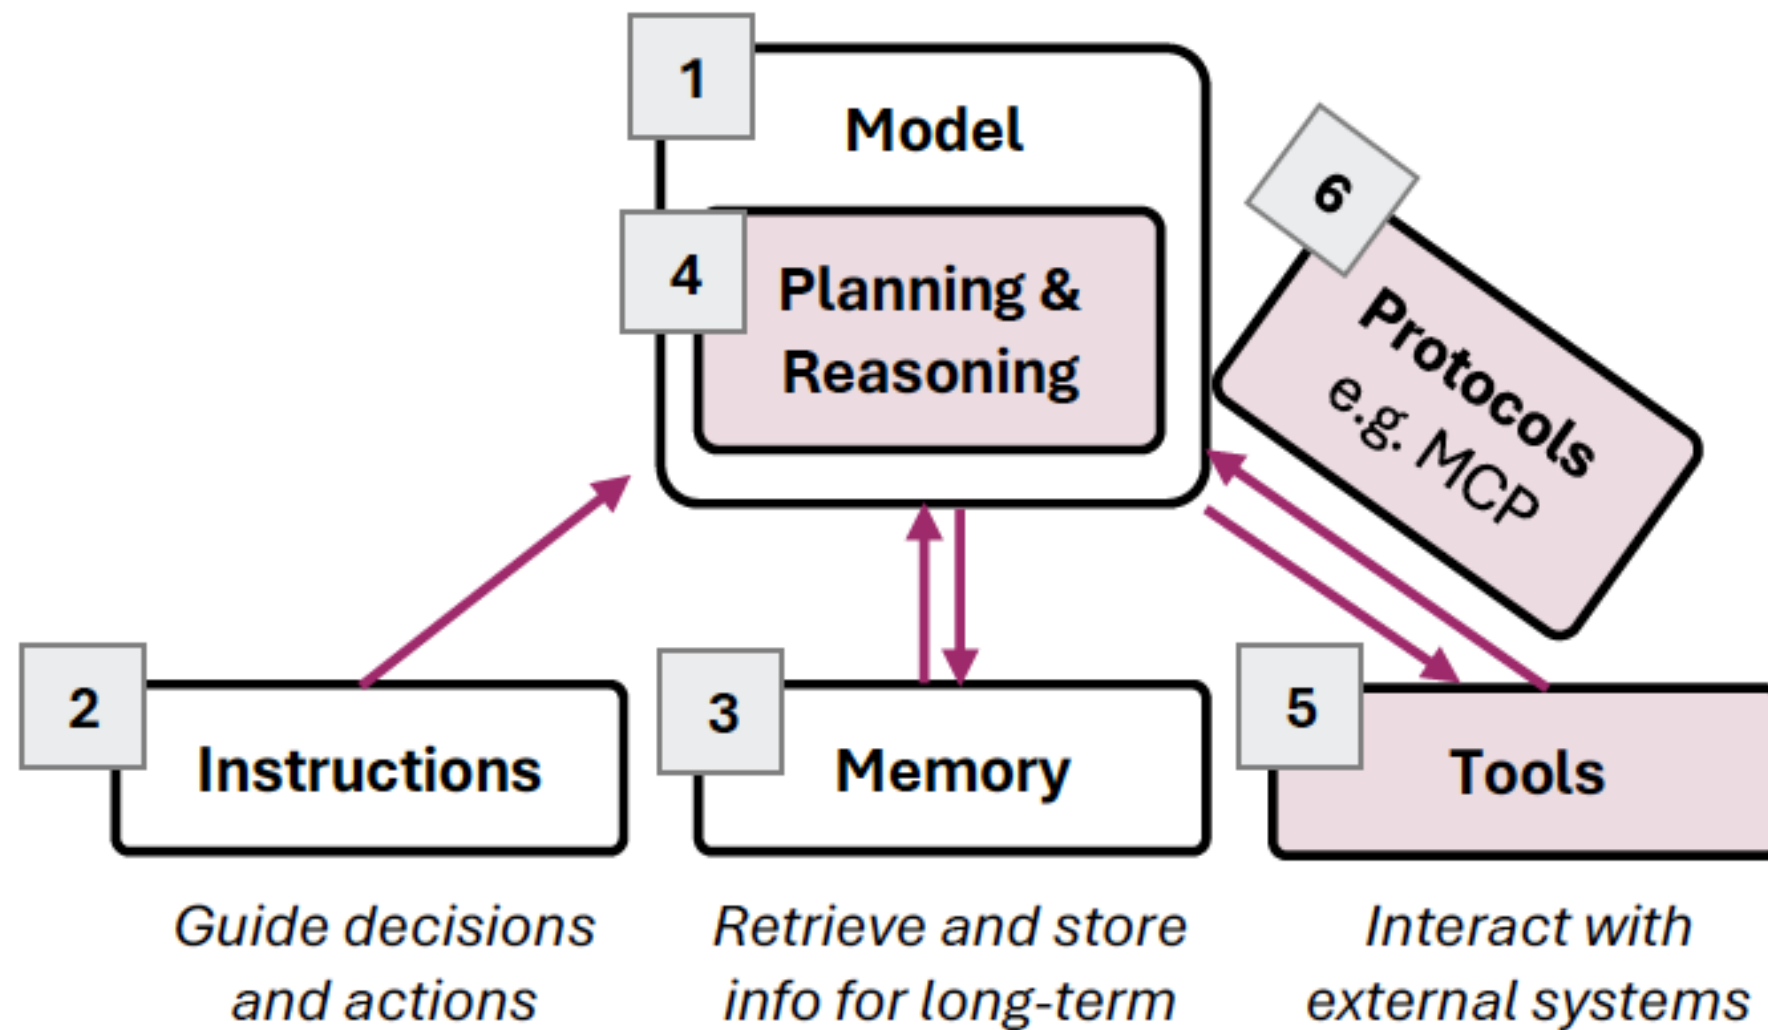 1
Model
4
Planning &
Reasoning
6
Protocols
e.g. MCP
2
Instructions
3
Memory
5
Tools
Guide decisions
and actions
Retrieve and store
info for long-term
Interact with
external systems